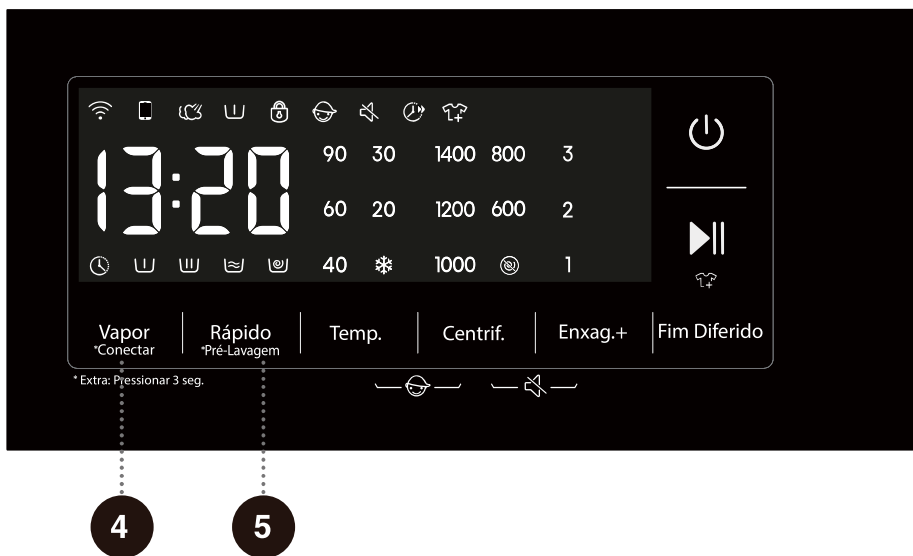 13:20
90 30 1400 800 3
60 20 1200 600 2
40 1000 1
Vapor Rápido Temp. Centrif. Enxag.+ Fim Diferido
*Conectar *Pré-Lavagem
* Extra: Pressionar 3 seg.
4 5